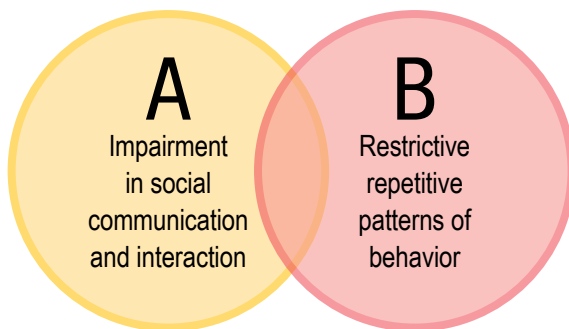 A
Impairment
in social
communication
and interaction
B
Restrictive
repetitive
patterns of
behavior